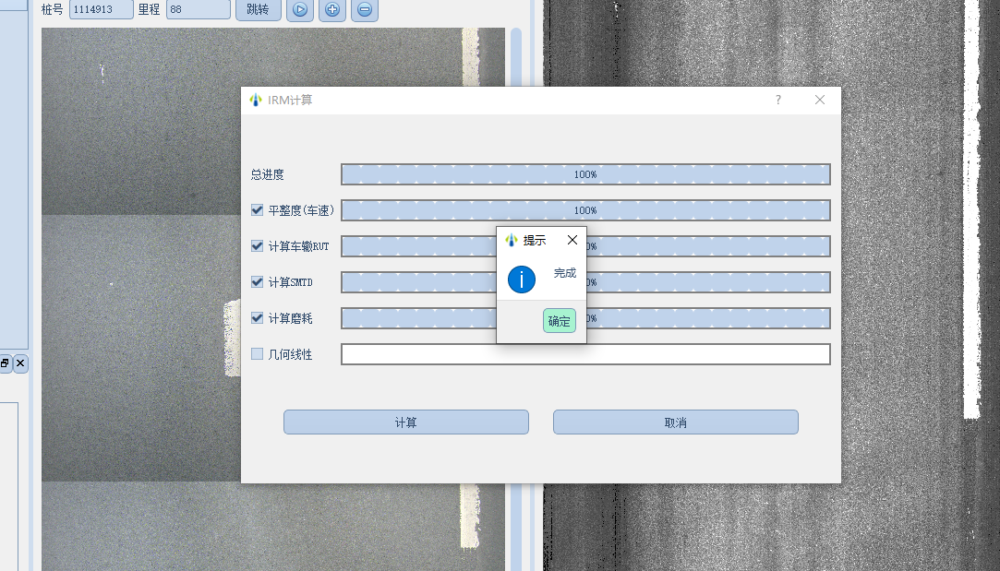 桩号 1114913 里程 88 跳转
IRM计算 ?
总进度 100%
平整度(车速) 100%
提示
计算车辙RUT 0%
完成
计算SMTD 0%
确定
计算磨耗 0%
几何线性
计算 取消